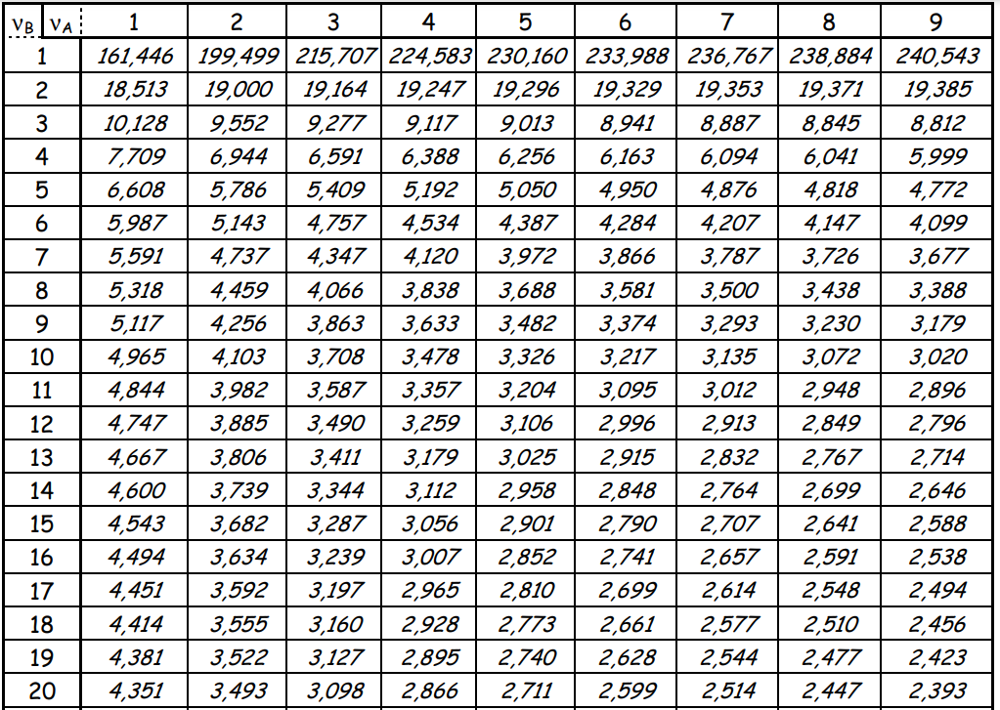 νB νA 1 2 3 4 5 6 7 8 9
1 161,446 199,499 215,707 224,583 230,160 233,988 236,767 238,884 240,543
2 18,513 19,000 19,164 19,247 19,296 19,329 19,353 19,371 19,385
3 10,128 9,552 9,277 9,117 9,013 8,941 8,887 8,845 8,812
4 7,709 6,944 6,591 6,388 6,256 6,163 6,094 6,041 5,999
5 6,608 5,786 5,409 5,192 5,050 4,950 4,876 4,818 4,772
6 5,987 5,143 4,757 4,534 4,387 4,284 4,207 4,147 4,099
7 5,591 4,737 4,347 4,120 3,972 3,866 3,787 3,726 3,677
8 5,318 4,459 4,066 3,838 3,688 3,581 3,500 3,438 3,388
9 5,117 4,256 3,863 3,633 3,482 3,374 3,293 3,230 3,179
10 4,965 4,103 3,708 3,478 3,326 3,217 3,135 3,072 3,020
11 4,844 3,982 3,587 3,357 3,204 3,095 3,012 2,948 2,896
12 4,747 3,885 3,490 3,259 3,106 2,996 2,913 2,849 2,796
13 4,667 3,806 3,411 3,179 3,025 2,915 2,832 2,767 2,714
14 4,600 3,739 3,344 3,112 2,958 2,848 2,764 2,699 2,646
15 4,543 3,682 3,287 3,056 2,901 2,790 2,707 2,641 2,588
16 4,494 3,634 3,239 3,007 2,852 2,741 2,657 2,591 2,538
17 4,451 3,592 3,197 2,965 2,810 2,699 2,614 2,548 2,494
18 4,414 3,555 3,160 2,928 2,773 2,661 2,577 2,510 2,456
19 4,381 3,522 3,127 2,895 2,740 2,628 2,544 2,477 2,423
20 4,351 3,493 3,098 2,866 2,711 2,599 2,514 2,447 2,393